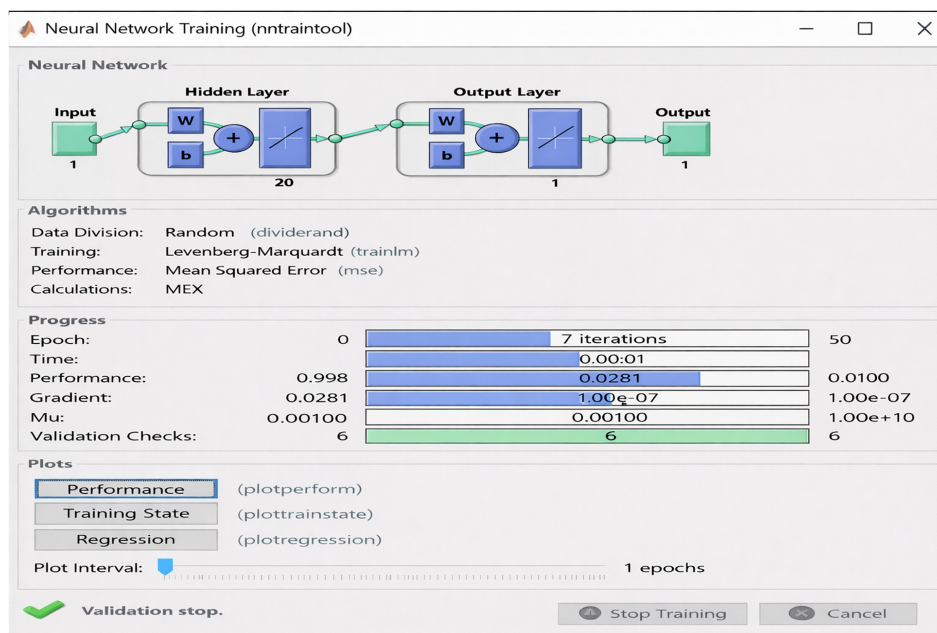 Neural Network Training (nntraintool)
Neural Network
Hidden Layer Output Layer
Input Output
W W
+ +
b b
1 20 1 1
Algorithms
Data Division: Random (dividerand)
Training: Levenberg-Marquardt (trainlm)
Performance: Mean Squared Error (mse)
Calculations: MEX
Progress
Epoch: 0 7 iterations 50
Time: 0.00:01
Performance: 0.998 0.0281 0.0100
Gradient: 0.0281 1.00e-07 1.00e-07
Mu: 0.00100 0.00100 1.00e+10
Validation Checks: 6 6 6
Plots
Performance (plotperform)
Training State (plottrainstate)
Regression (plotregression)
Plot Interval: 1 epochs
Validation stop. Stop Training Cancel